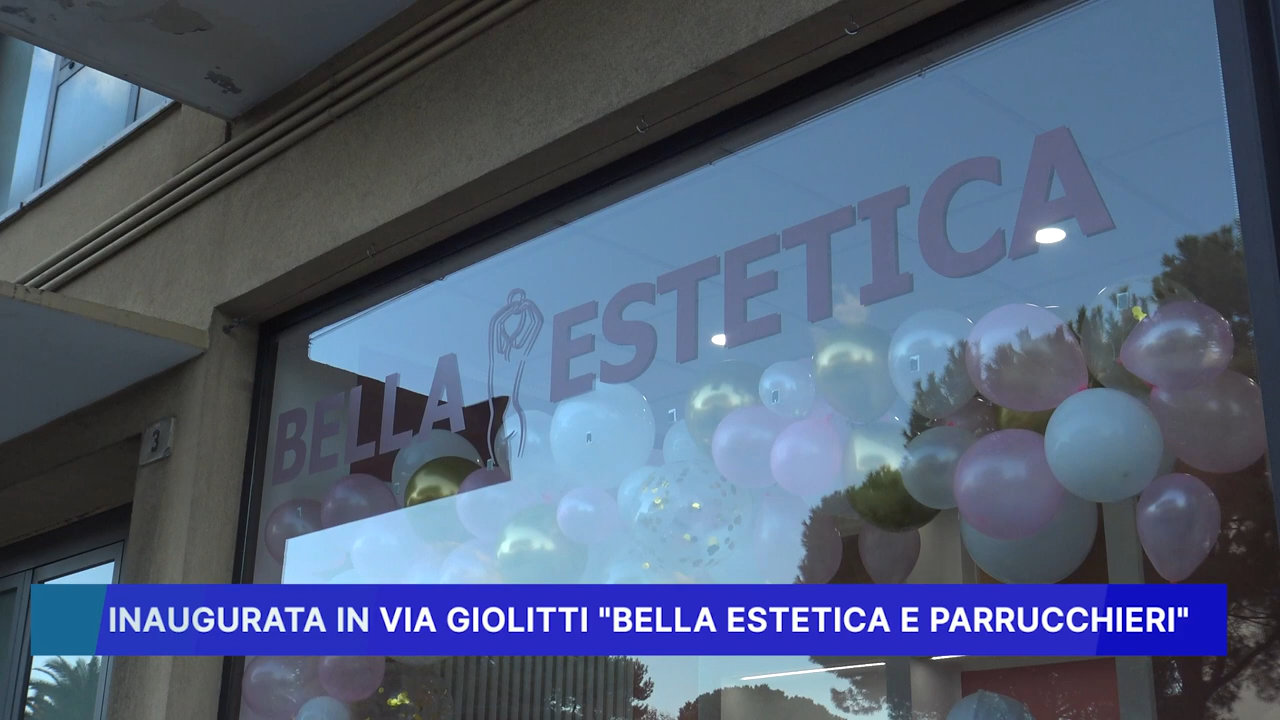 BELLA ESTETICA
3
INAUGURATA IN VIA GIOLITTI "BELLA ESTETICA E PARRUCCHIERI"